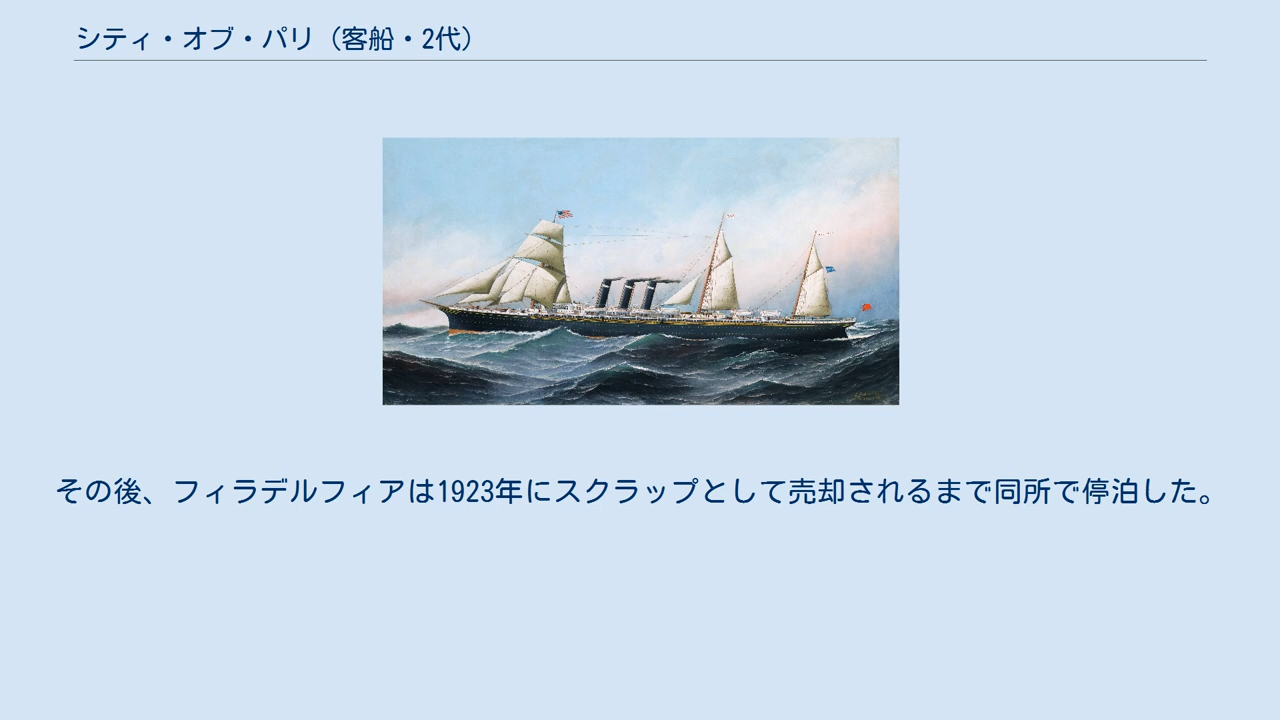 シティ・オブ・パリ（客船・2代）
その後、フィラデルフィアは1923年にスクラップとして売却されるまで同所で停泊した。